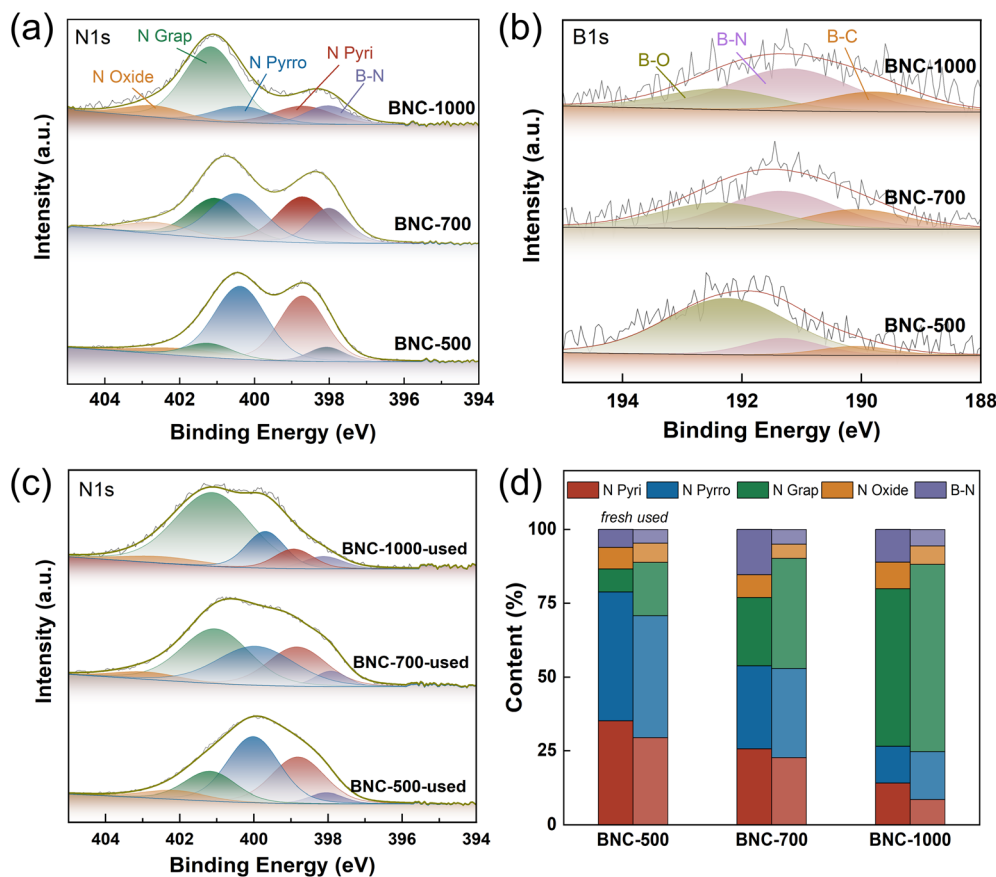 (a)
N1s
N Grap
N Oxide
N Pyrro
N Pyri
B-N
BNC-1000
BNC-700
BNC-500
Intensity (a.u.)
404 402 400 398 396 394
Binding Energy (eV)
(b)
B1s
B-O
B-N
B-C
BNC-1000
BNC-700
BNC-500
Intensity (a.u.)
194 192 190 188
Binding Energy (eV)
(c)
N1s
BNC-1000-used
BNC-700-used
BNC-500-used
Intensity (a.u.)
404 402 400 398 396 394
Binding Energy (eV)
(d)
N Pyri N Pyrro N Grap N Oxide B-N
fresh used
100
75
50
25
0
Content (%)
BNC-500 BNC-700 BNC-1000